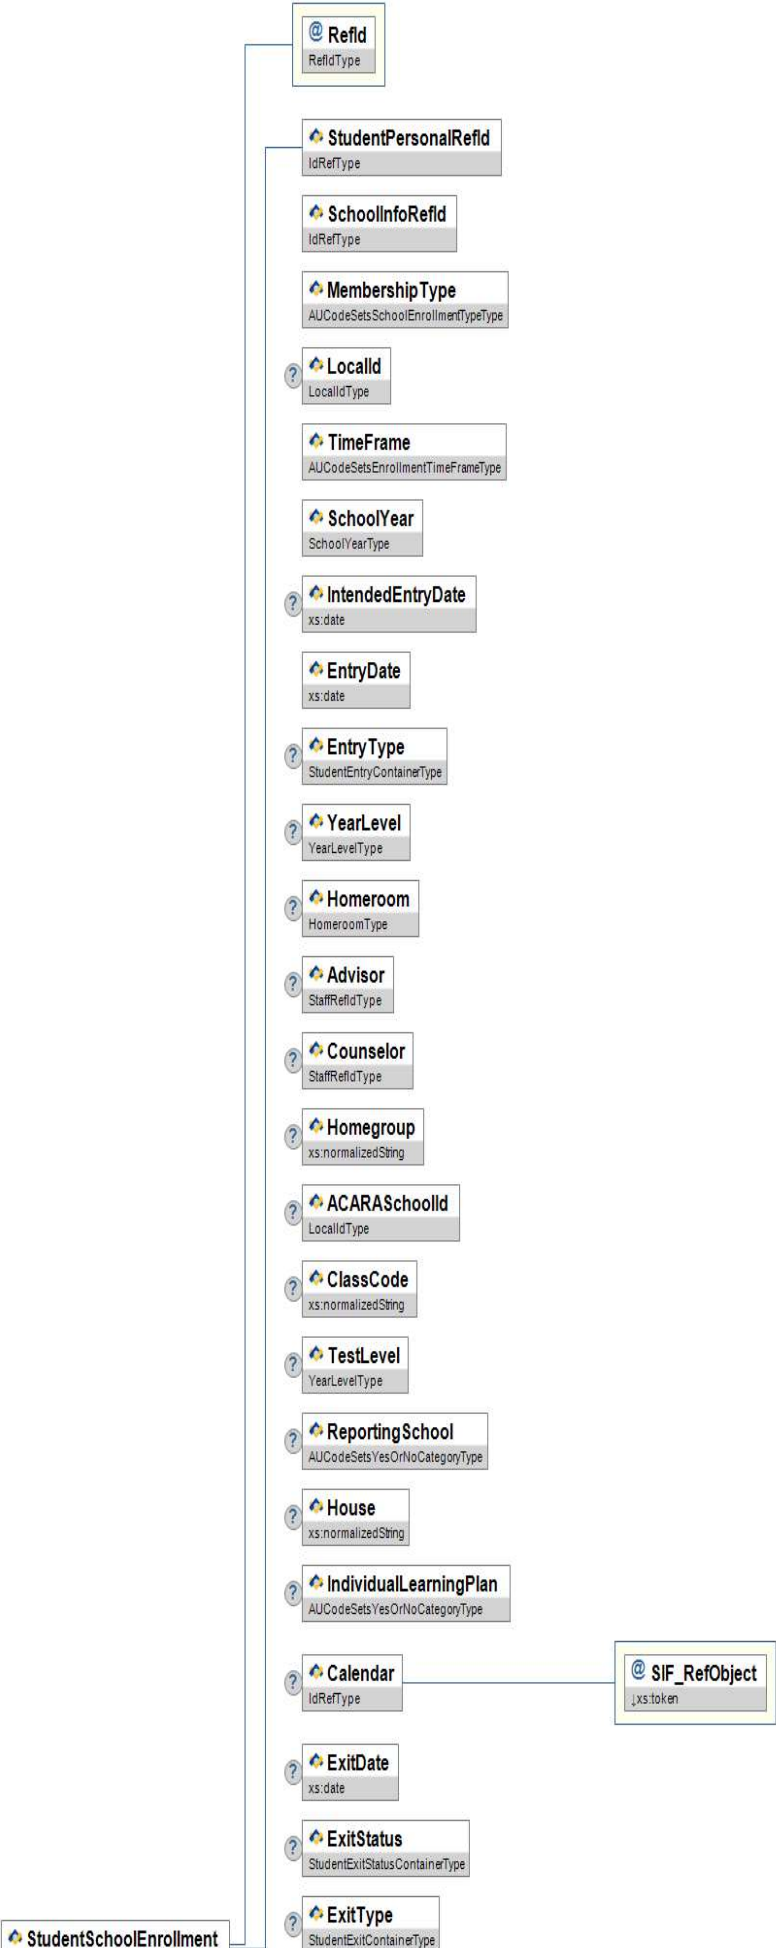 @ RefId
RefIdType
StudentPersonalRefId
IdRefType
SchoolInfoRefId
IdRefType
MembershipType
AUCodeSetsSchoolEnrollmentTypeType
? LocalId
LocalIdType
TimeFrame
AUCodeSetsEnrollmentTimeFrameType
SchoolYear
SchoolYearType
? IntendedEntryDate
xs:date
EntryDate
xs:date
? EntryType
StudentEntryContainerType
? YearLevel
YearLevelType
? Homeroom
HomeroomType
? Advisor
StaffRefIdType
? Counselor
StaffRefIdType
? Homegroup
xs:normalizedString
? ACARASchoolId
LocalIdType
? ClassCode
xs:normalizedString
? TestLevel
YearLevelType
? ReportingSchool
AUCodeSetsYesOrNoCategoryType
? House
xs:normalizedString
? IndividualLearningPlan
AUCodeSetsYesOrNoCategoryType
? Calendar
IdRefType
@ SIF_RefObject
↓xs:token
? ExitDate
xs:date
? ExitStatus
StudentExitStatusContainerType
? ExitType
StudentExitContainerType
StudentSchoolEnrollment